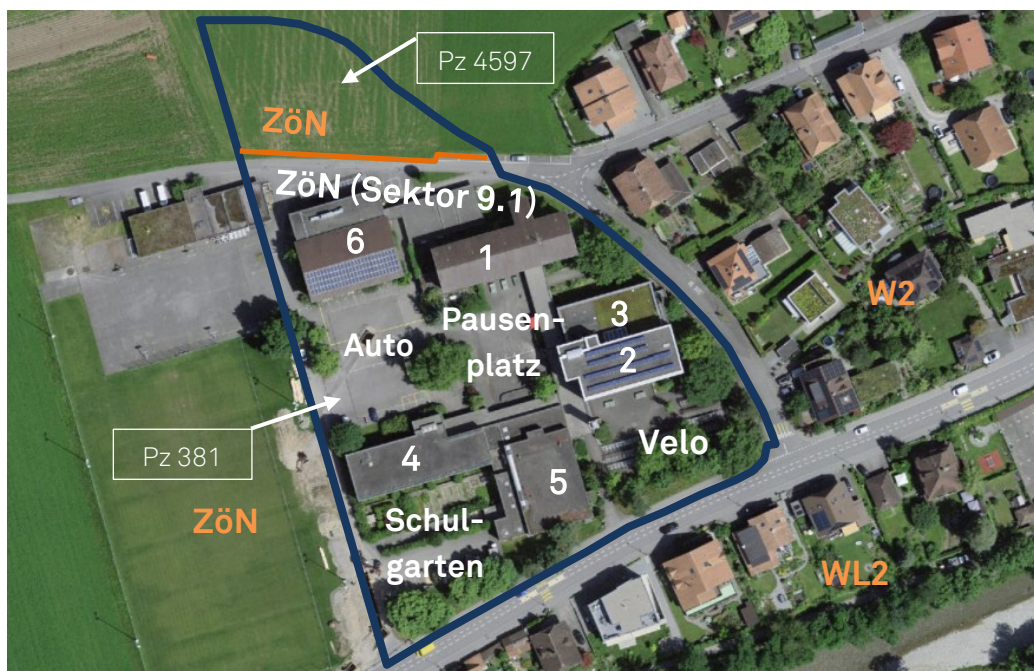 Pz 4597
ZöN
ZöN (Sektor 9.1)
6
1
3
Pausen-
platz
Auto
2
W2
Pz 381
4
5
Velo
ZöN
Schul-
garten
WL2